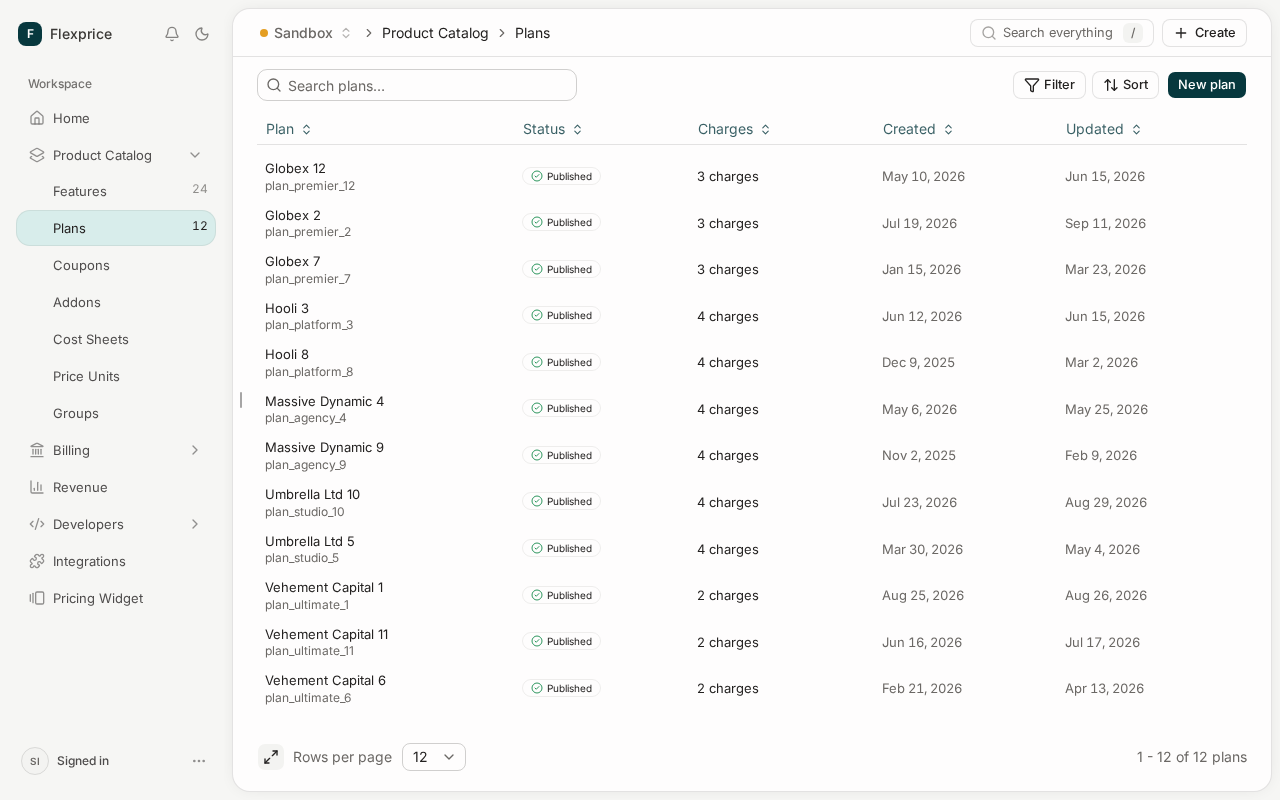 F Flexprice
Workspace
Home
Product Catalog
Features 24
Plans 12
Coupons
Addons
Cost Sheets
Price Units
Groups
Billing
Revenue
Developers
Integrations
Pricing Widget
SI Signed in
Sandbox Product Catalog Plans
Search everything /
Create
Search plans...
Filter
Sort
New plan
Plan Status Charges Created Updated
Globex 12
plan_premier_12
Published 3 charges May 10, 2026 Jun 15, 2026
Globex 2
plan_premier_2
Published 3 charges Jul 19, 2026 Sep 11, 2026
Globex 7
plan_premier_7
Published 3 charges Jan 15, 2026 Mar 23, 2026
Hooli 3
plan_platform_3
Published 4 charges Jun 12, 2026 Jun 15, 2026
Hooli 8
plan_platform_8
Published 4 charges Dec 9, 2025 Mar 2, 2026
Massive Dynamic 4
plan_agency_4
Published 4 charges May 6, 2026 May 25, 2026
Massive Dynamic 9
plan_agency_9
Published 4 charges Nov 2, 2025 Feb 9, 2026
Umbrella Ltd 10
plan_studio_10
Published 4 charges Jul 23, 2026 Aug 29, 2026
Umbrella Ltd 5
plan_studio_5
Published 4 charges Mar 30, 2026 May 4, 2026
Vehement Capital 1
plan_ultimate_1
Published 2 charges Aug 25, 2026 Aug 26, 2026
Vehement Capital 11
plan_ultimate_11
Published 2 charges Jun 16, 2026 Jul 17, 2026
Vehement Capital 6
plan_ultimate_6
Published 2 charges Feb 21, 2026 Apr 13, 2026
Rows per page 12
1 - 12 of 12 plans